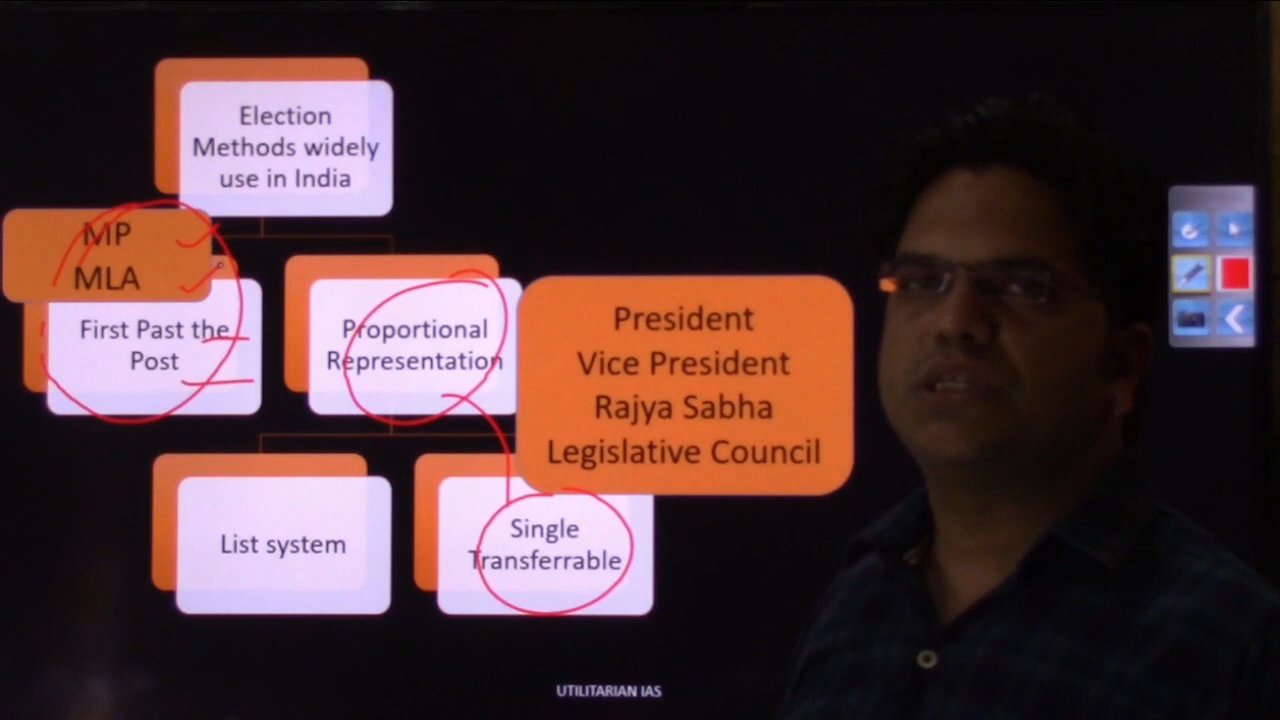 Election
Methods widely
use in India
MP
MLA
First Past the
Post
Proportional
Representation
President
Vice President
Rajya Sabha
Legislative Council
List system
Single
Transferrable
UTILITARIAN IAS